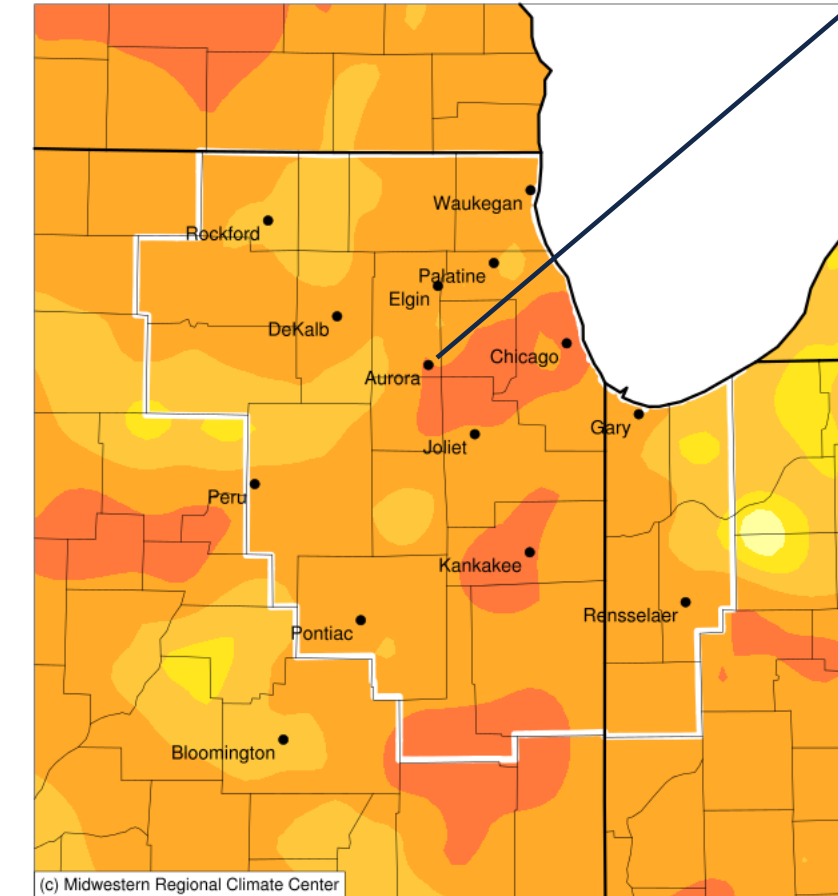 Waukegan
Rockford
Palatine
Elgin
DeKalb
Chicago
Aurora
Gary
Joliet
Peru
Kankakee
Rensselaer
Pontiac
Bloomington
(c) Midwestern Regional Climate Center